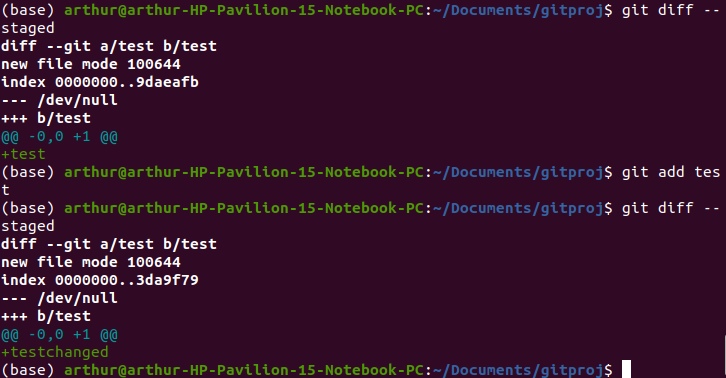 (base) arthur@arthur-HP-Pavilion-15-Notebook-PC:~/Documents/gitproj$ git diff --
staged
diff --git a/test b/test
new file mode 100644
index 0000000..9daeafb
--- /dev/null
+++ b/test
@@ -0,0 +1 @@
+test
(base) arthur@arthur-HP-Pavilion-15-Notebook-PC:~/Documents/gitproj$ git add tes
t
(base) arthur@arthur-HP-Pavilion-15-Notebook-PC:~/Documents/gitproj$ git diff --
staged
diff --git a/test b/test
new file mode 100644
index 0000000..3da9f79
--- /dev/null
+++ b/test
@@ -0,0 +1 @@
+testchanged
(base) arthur@arthur-HP-Pavilion-15-Notebook-PC:~/Documents/gitproj$